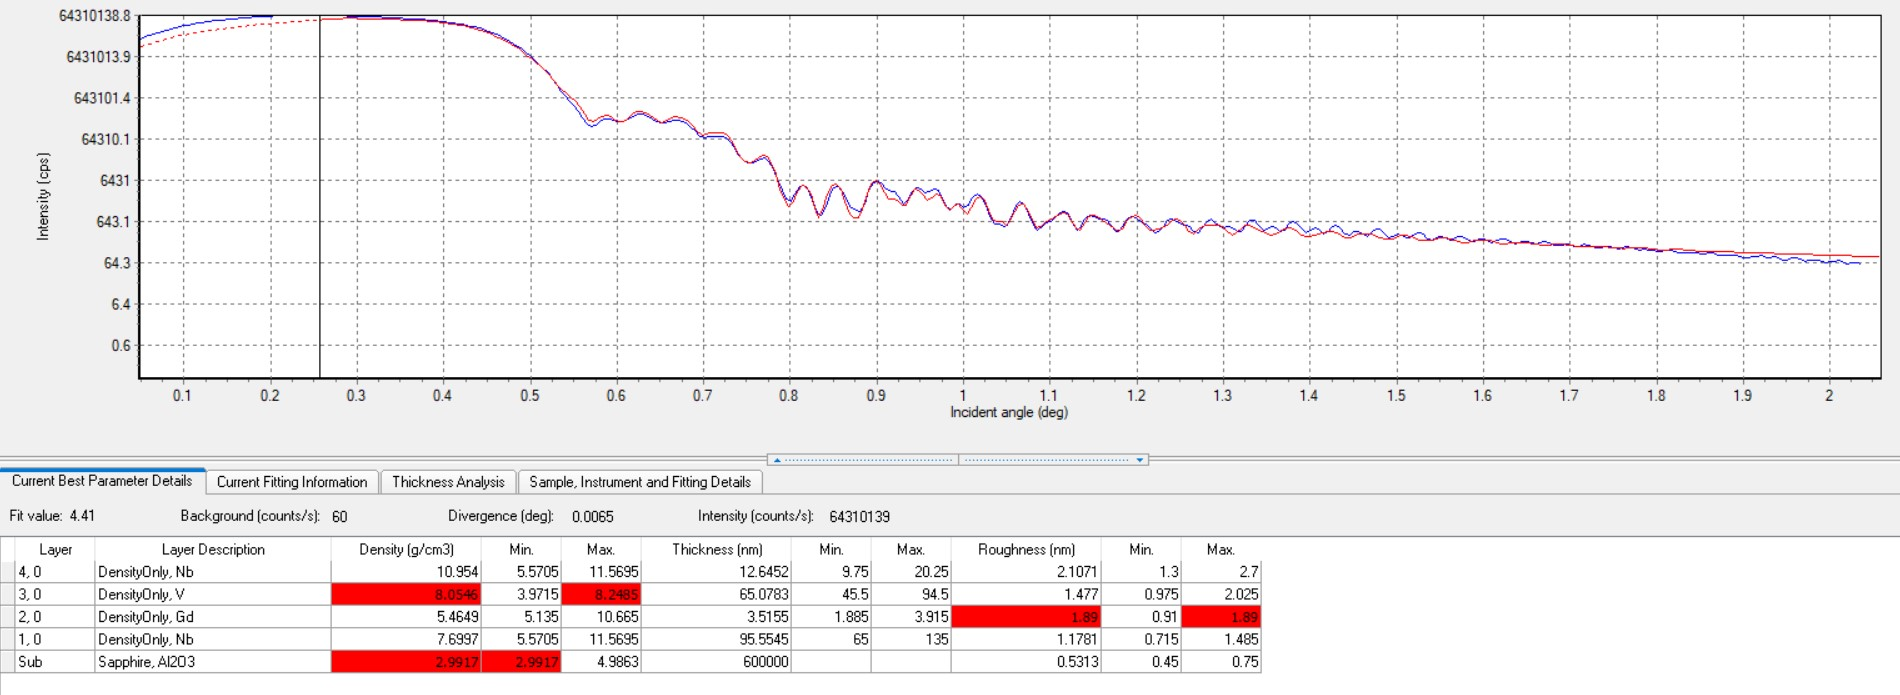 64310138.8
6431013.9
643101.4
64310.1
6431
643.1
64.3
6.4
0.6
Intensity (cps)
0.1 0.2 0.3 0.4 0.5 0.6 0.7 0.8 0.9 1 1.1 1.2 1.3 1.4 1.5 1.6 1.7 1.8 1.9 2
Incident angle (deg)
Current Best Parameter Details Current Fitting Information Thickness Analysis Sample, Instrument and Fitting Details
Fit value: 4.41 Background (counts/s): 60 Divergence (deg): 0.0065 Intensity (counts/s): 64310139
Layer Layer Description Density (g/cm3) Min. Max. Thickness (nm) Min. Max. Roughness (nm) Min. Max.
4, 0 DensityOnly, Nb 10.954 5.5705 11.5695 12.6452 9.75 20.25 2.1071 1.3 2.7
3, 0 DensityOnly, V 8.0546 3.9715 8.2485 65.0783 45.5 94.5 1.477 0.975 2.025
2, 0 DensityOnly, Gd 5.4649 5.135 10.665 3.5155 1.885 3.915 1.89 0.91 1.89
1, 0 DensityOnly, Nb 7.6997 5.5705 11.5695 95.5545 65 135 1.1781 0.715 1.485
Sub Sapphire, Al2O3 2.9917 2.9917 4.9863 600000 0.5313 0.45 0.75